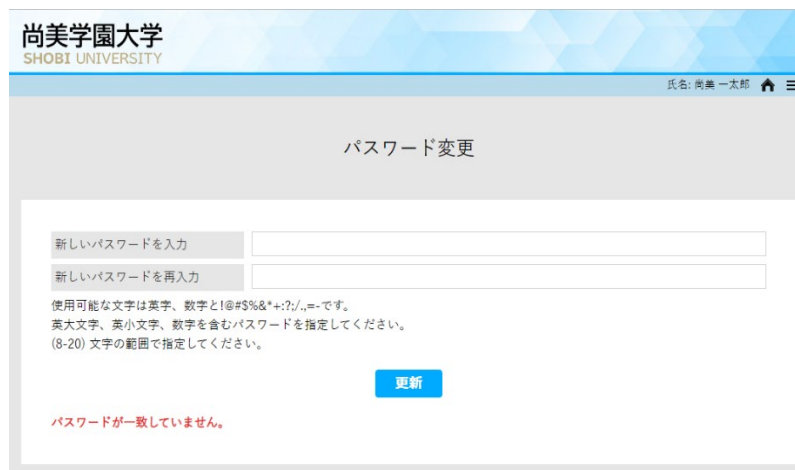 尚美学園大学
SHOBI UNIVERSITY
氏名: 尚美 一太郎
パスワード変更
新しいパスワードを入力
新しいパスワードを再入力
使用可能な文字は英字、数字と!@#$%&*+:?;/.,=-です。
英大文字、英小文字、数字を含むパスワードを指定してください。
(8-20) 文字の範囲で指定してください。
更新
パスワードが一致していません。